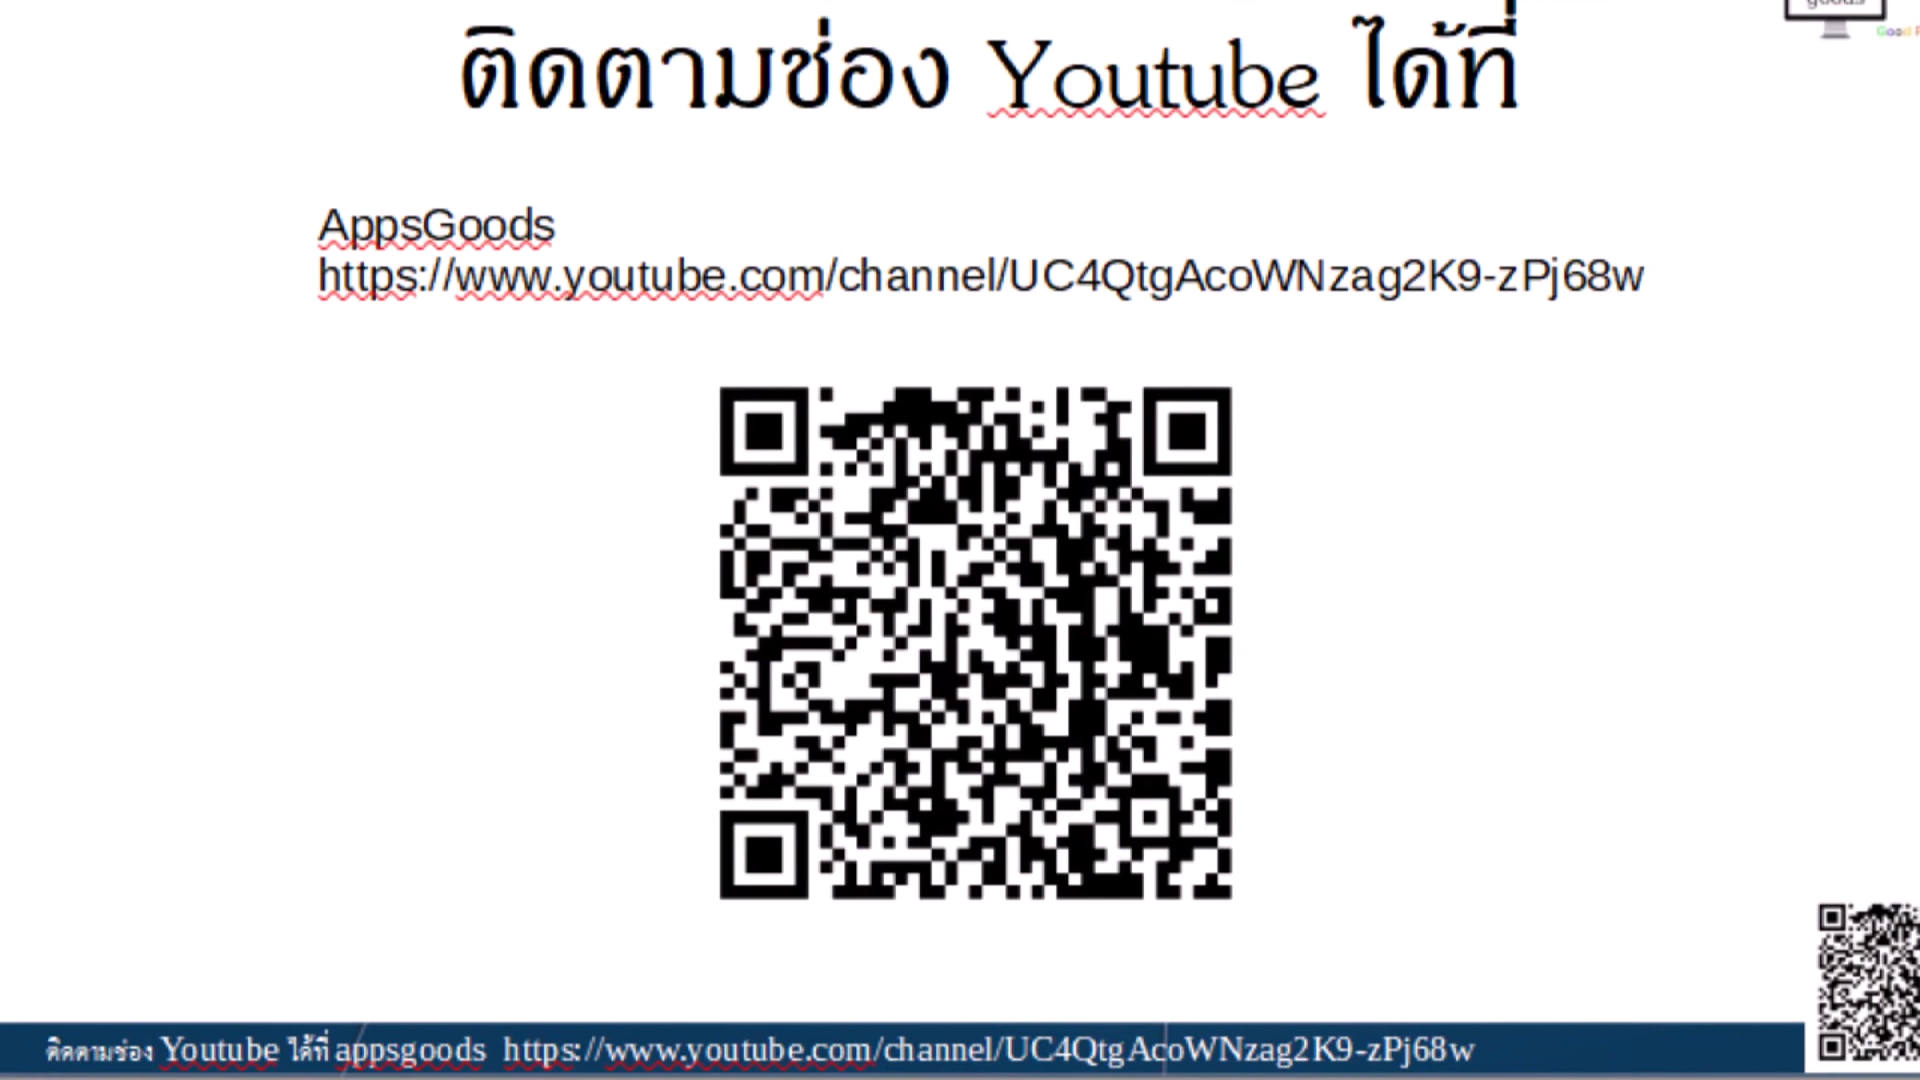 ติดตามช่อง Youtube ได้ที่
AppsGoods
https://www.youtube.com/channel/UC4QtgAcoWNzag2K9-zPj68w
ติดตามช่อง Youtube ได้ที่ appsgoods https://www.youtube.com/channel/UC4QtgAcoWNzag2K9-zPj68w